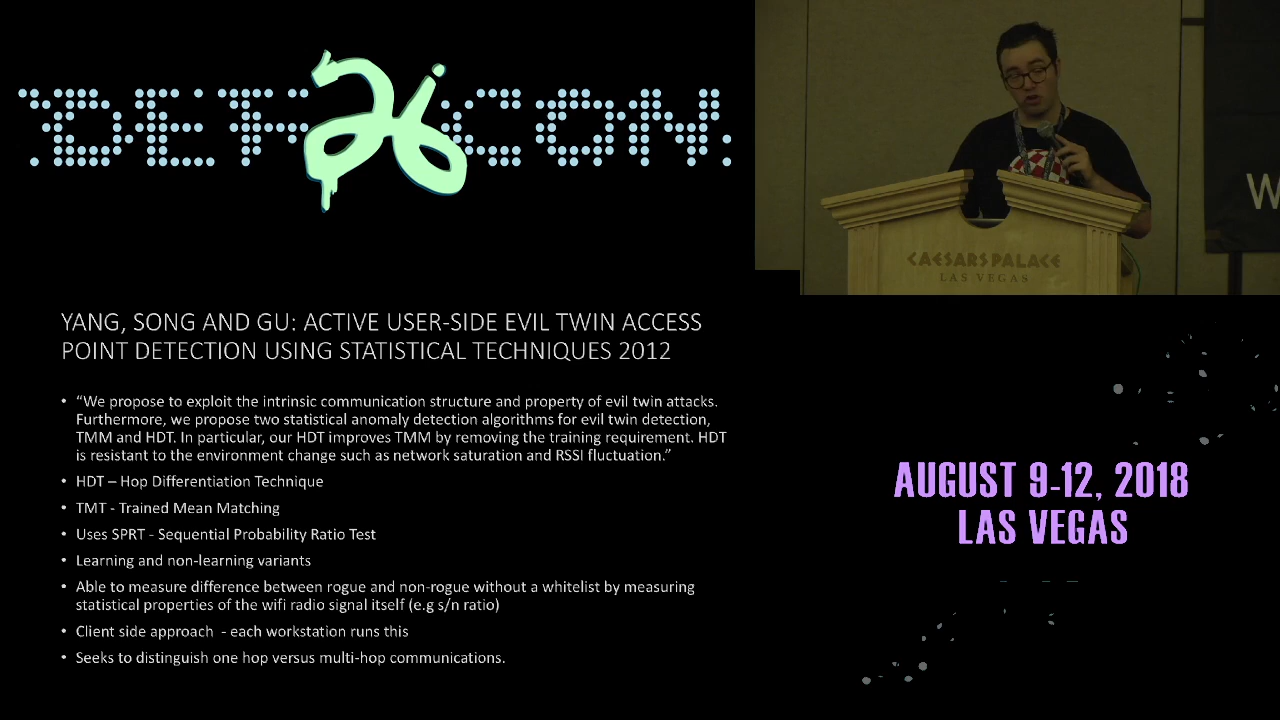 DEF 26 CON
CAESARS PALACE
LAS VEGAS
W
YANG, SONG AND GU: ACTIVE USER-SIDE EVIL TWIN ACCESS
POINT DETECTION USING STATISTICAL TECHNIQUES 2012
• “We propose to exploit the intrinsic communication structure and property of evil twin attacks.
Furthermore, we propose two statistical anomaly detection algorithms for evil twin detection,
TMM and HDT. In particular, our HDT improves TMM by removing the training requirement. HDT
is resistant to the environment change such as network saturation and RSSI fluctuation.”
• HDT – Hop Differentiation Technique
• TMT - Trained Mean Matching
• Uses SPRT - Sequential Probability Ratio Test
• Learning and non-learning variants
• Able to measure difference between rogue and non-rogue without a whitelist by measuring
statistical properties of the wifi radio signal itself (e.g s/n ratio)
• Client side approach  - each workstation runs this
• Seeks to distinguish one hop versus multi-hop communications.
AUGUST 9-12, 2018
LAS VEGAS